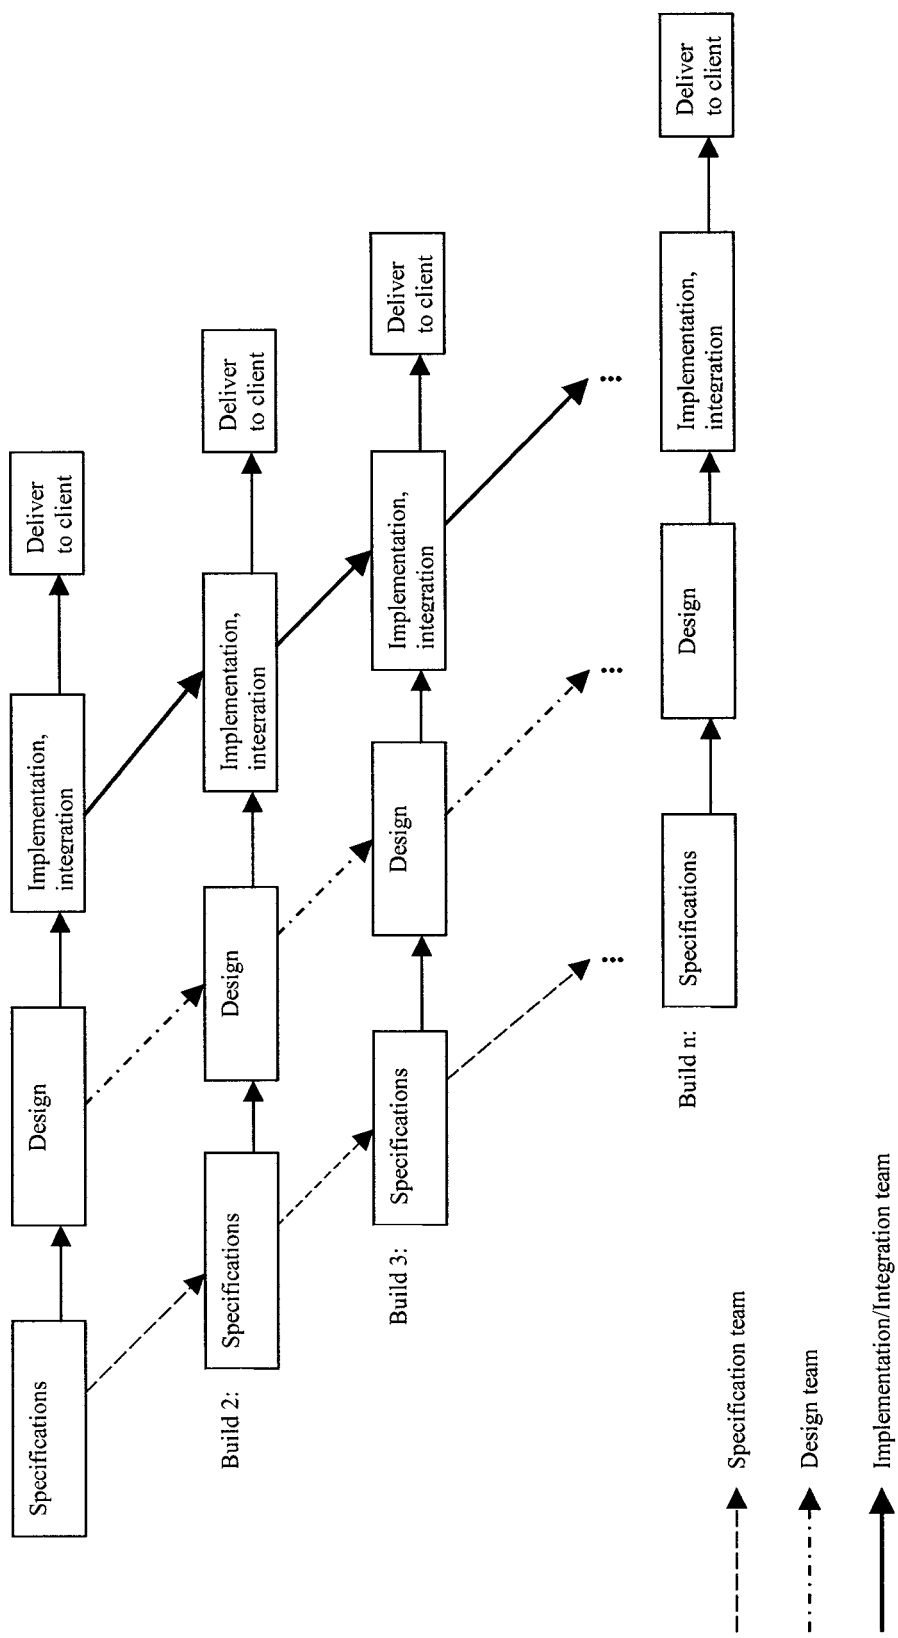 Specifications
Design
Implementation,
integration
Deliver
to client
Build 2:
Specifications
Design
Implementation,
integration
Deliver
to client
Build 3:
Specifications
Design
Implementation,
integration
Deliver
to client
...
...
...
Build n:
Specifications
Design
Implementation,
integration
Deliver
to client
Specification team
Design team
Implementation/Integration team